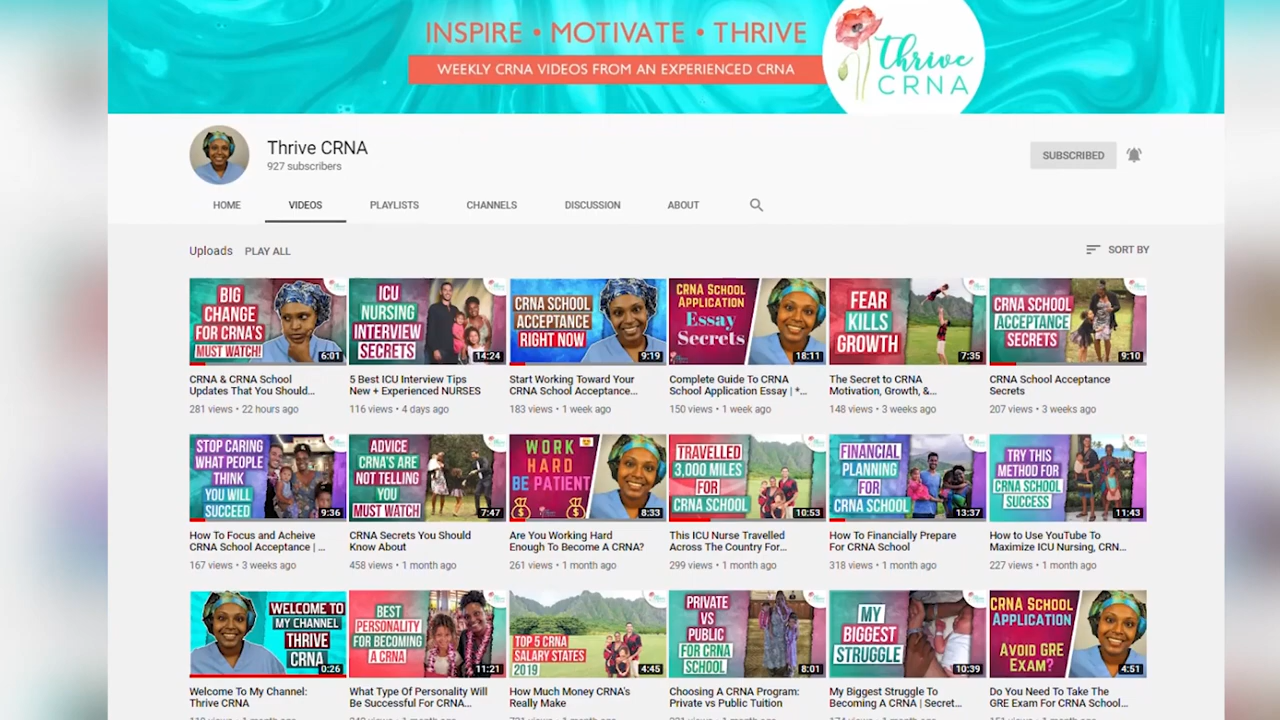 INSPIRE • MOTIVATE • THRIVE
WEEKLY CRNA VIDEOS FROM AN EXPERIENCED CRNA
Thrive
CRNA
Thrive CRNA
927 subscribers
SUBSCRIBED
HOME VIDEOS PLAYLISTS CHANNELS DISCUSSION ABOUT
Uploads PLAY ALL SORT BY
BIG
CHANGE
FOR CRNA'S
MUST WATCH!
6:01
ICU
NURSING
INTERVIEW
SECRETS
14:24
CRNA SCHOOL
ACCEPTANCE
RIGHT NOW
9:19
CRNA SCHOOL
APPLICATION
Essay
Secrets
18:11
FEAR
KILLS
GROWTH
7:35
CRNA SCHOOL
ACCEPTANCE
SECRETS
9:10
CRNA & CRNA School
Updates That You Should...
281 views • 22 hours ago
5 Best ICU Interview Tips
New + Experienced NURSES
116 views • 4 days ago
Start Working Toward Your
CRNA School Acceptance...
183 views • 1 week ago
Complete Guide To CRNA
School Application Essay | *...
150 views • 1 week ago
The Secret to CRNA
Motivation, Growth, &...
148 views • 3 weeks ago
CRNA School Acceptance
Secrets
207 views • 3 weeks ago
STOP CARING
WHAT PEOPLE
THINK
YOU WILL
SUCCEED
9:36
ADVICE
CRNA'S ARE
NOT TELLING
YOU
MUST WATCH
7:47
WORK
HARD
BE PATIENT
8:33
TRAVELLED
3,000 MILES
FOR
CRNA SCHOOL
10:53
FINANCIAL
PLANNING
FOR
CRNA SCHOOL
13:37
TRY THIS
METHOD FOR
CRNA SCHOOL
SUCCESS
11:43
How To Focus and Acheive
CRNA School Acceptance | ...
167 views • 3 weeks ago
CRNA Secrets You Should
Know About
458 views • 1 month ago
Are You Working Hard
Enough To Become A CRNA?
261 views • 1 month ago
This ICU Nurse Travelled
Across The Country For...
299 views • 1 month ago
How To Financially Prepare
For CRNA School
318 views • 1 month ago
How to Use YouTube To
Maximize ICU Nursing, CRN...
227 views • 1 month ago
WELCOME TO
MY CHANNEL
THRIVE
CRNA
0:26
BEST
PERSONALITY
FOR BECOMING
A CRNA
11:21
TOP 5 CRNA
SALARY STATES
2019
4:45
PRIVATE
VS
PUBLIC
FOR CRNA
SCHOOL
8:01
MY
BIGGEST
STRUGGLE
10:39
CRNA SCHOOL
APPLICATION
AVOID GRE
EXAM?
4:51
Welcome To My Channel:
Thrive CRNA
What Type Of Personality Will
Be Successful For CRNA...
How Much Money CRNA's
Really Make
Choosing A CRNA Program:
Private vs Public Tuition
My Biggest Struggle To
Becoming A CRNA | Secret...
Do You Need To Take The
GRE Exam For CRNA School...